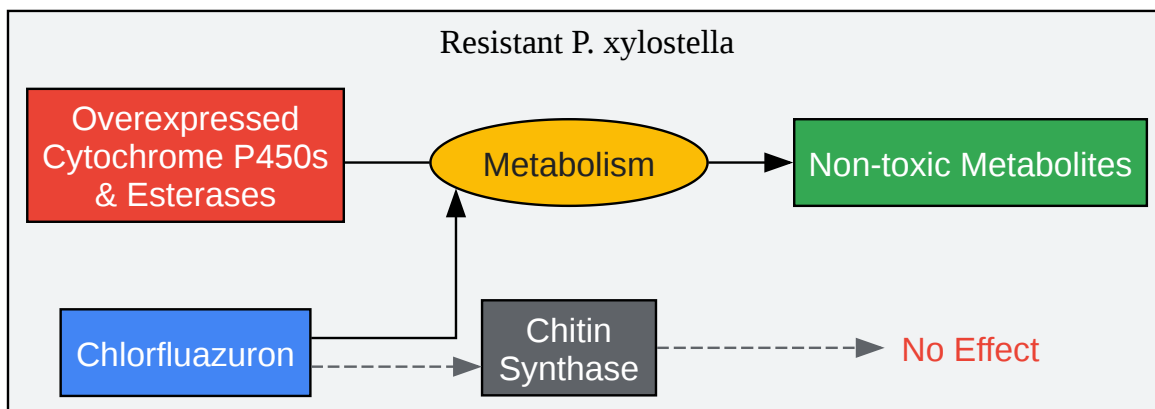 Resistant P. xylostella
Overexpressed
Cytochrome P450s
& Esterases
Metabolism
Non-toxic Metabolites
Chlorfluazuron
Chitin
Synthase
No Effect